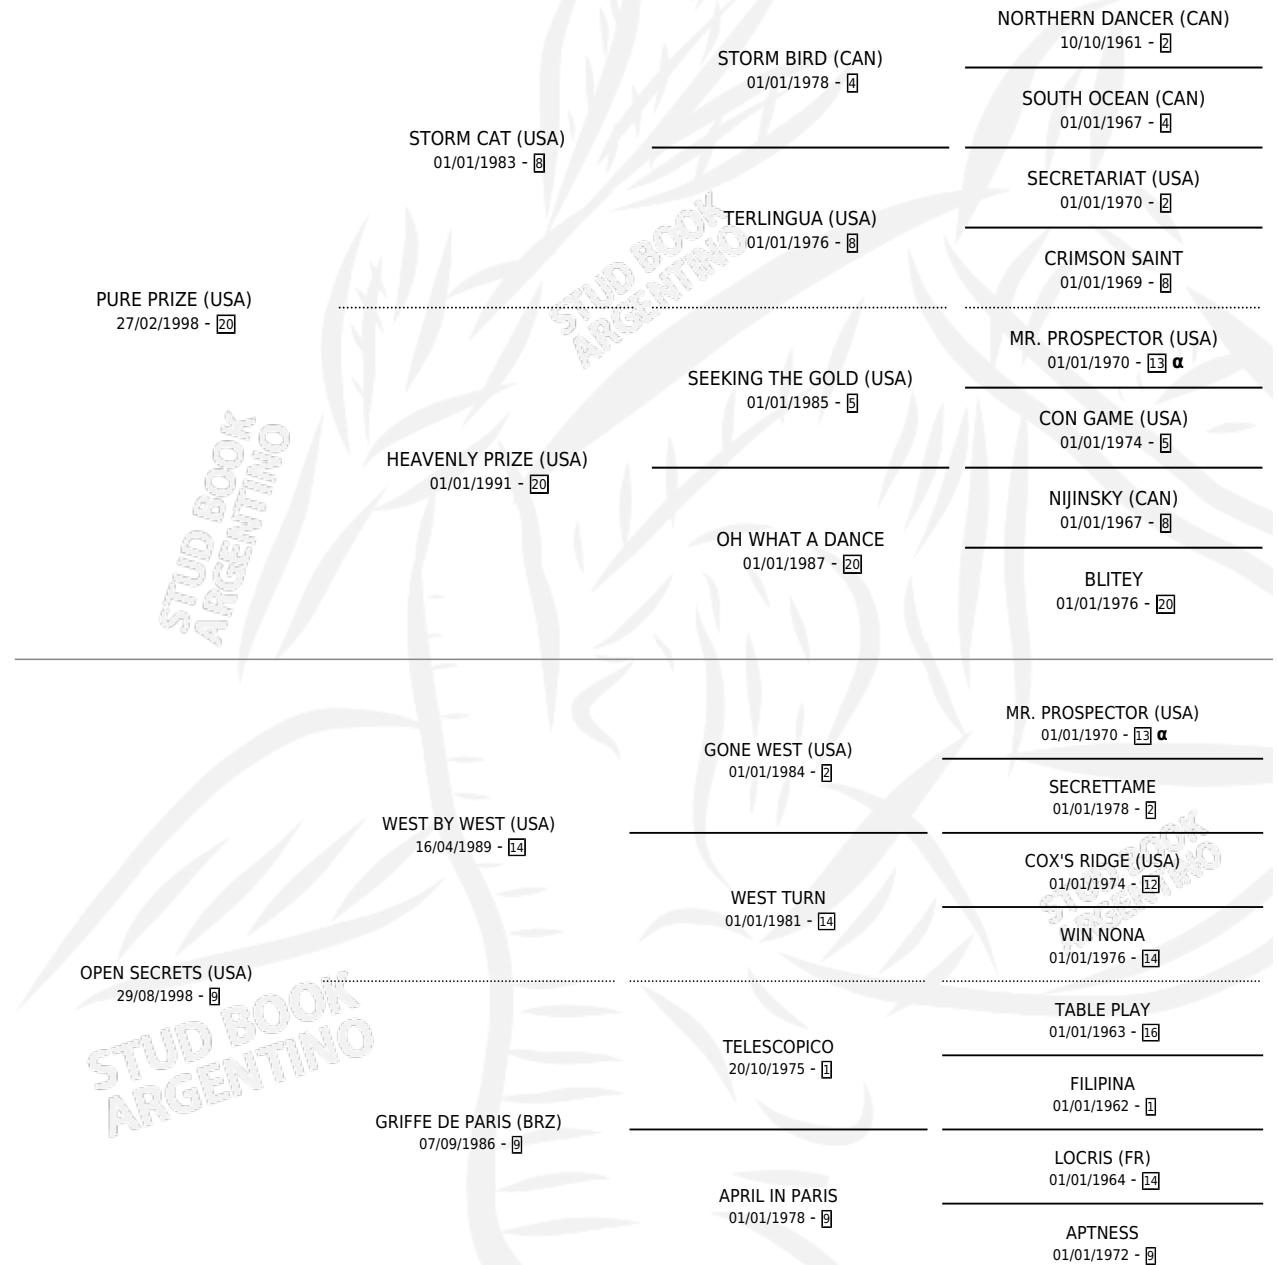 NORTHERN DANCER (CAN)
10/10/1961 - 2
STORM BIRD (CAN)
01/01/1978 - 4
SOUTH OCEAN (CAN)
01/01/1967 - 4
STORM CAT (USA)
01/01/1983 - 8
SECRETARIAT (USA)
01/01/1970 - 2
TERLINGUA (USA)
01/01/1976 - 8
CRIMSON SAINT
01/01/1969 - 8
PURE PRIZE (USA)
27/02/1998 - 20
MR. PROSPECTOR (USA)
01/01/1970 - 13 α
SEEKING THE GOLD (USA)
01/01/1985 - 5
CON GAME (USA)
01/01/1974 - 5
HEAVENLY PRIZE (USA)
01/01/1991 - 20
NIJINSKY (CAN)
01/01/1967 - 8
OH WHAT A DANCE
01/01/1987 - 20
BLITEY
01/01/1976 - 20
MR. PROSPECTOR (USA)
01/01/1970 - 13 α
GONE WEST (USA)
01/01/1984 - 2
SECRETTAME
01/01/1978 - 2
WEST BY WEST (USA)
16/04/1989 - 14
COX'S RIDGE (USA)
01/01/1974 - 12
WEST TURN
01/01/1981 - 14
WIN NONA
01/01/1976 - 14
OPEN SECRETS (USA)
29/08/1998 - 9
TABLE PLAY
01/01/1963 - 16
TELESCOPICO
20/10/1975 - 1
FILIPINA
01/01/1962 - 1
GRIFFE DE PARIS (BRZ)
07/09/1986 - 9
LOCRIS (FR)
01/01/1964 - 14
APRIL IN PARIS
01/01/1978 - 9
APTNESS
01/01/1972 - 9
STUD BOOK
ARGENTINO
STUD BOOK
ARGENTINO
STUD BOOK
ARGENTINO
STUD BOOK
ARGENTINO